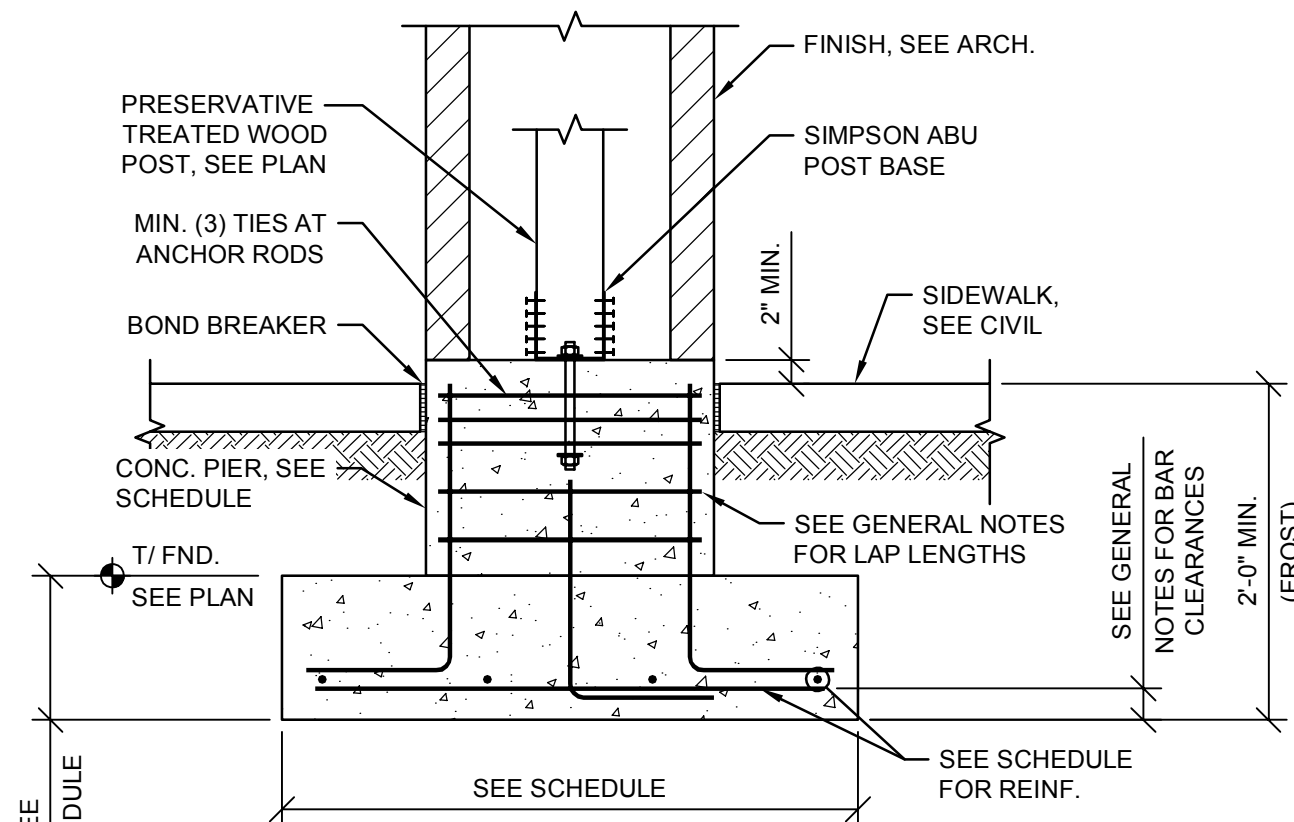 FINISH, SEE ARCH.
PRESERVATIVE
TREATED WOOD
POST, SEE PLAN
SIMPSON ABU
POST BASE
MIN. (3) TIES AT
ANCHOR RODS
2" MIN.
BOND BREAKER
SIDEWALK,
SEE CIVIL
CONC. PIER, SEE
SCHEDULE
SEE GENERAL NOTES
FOR LAP LENGTHS
T/ FND.
SEE PLAN
SEE GENERAL
NOTES FOR BAR
CLEARANCES
2'-0" MIN.
(FROST)
SEE SCHEDULE
SEE SCHEDULE
FOR REINF.